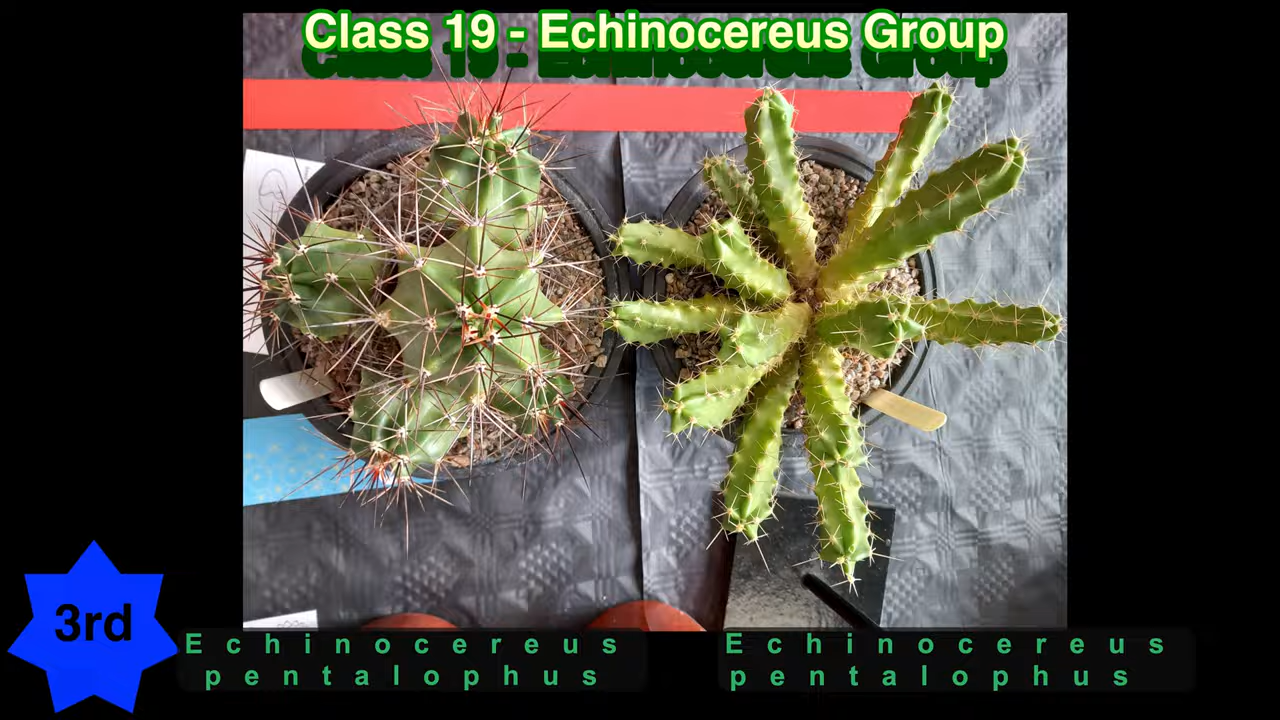 Class 19 - Echinocereus Group
3rd
Echinocereus
pentalophus
Echinocereus
pentalophus